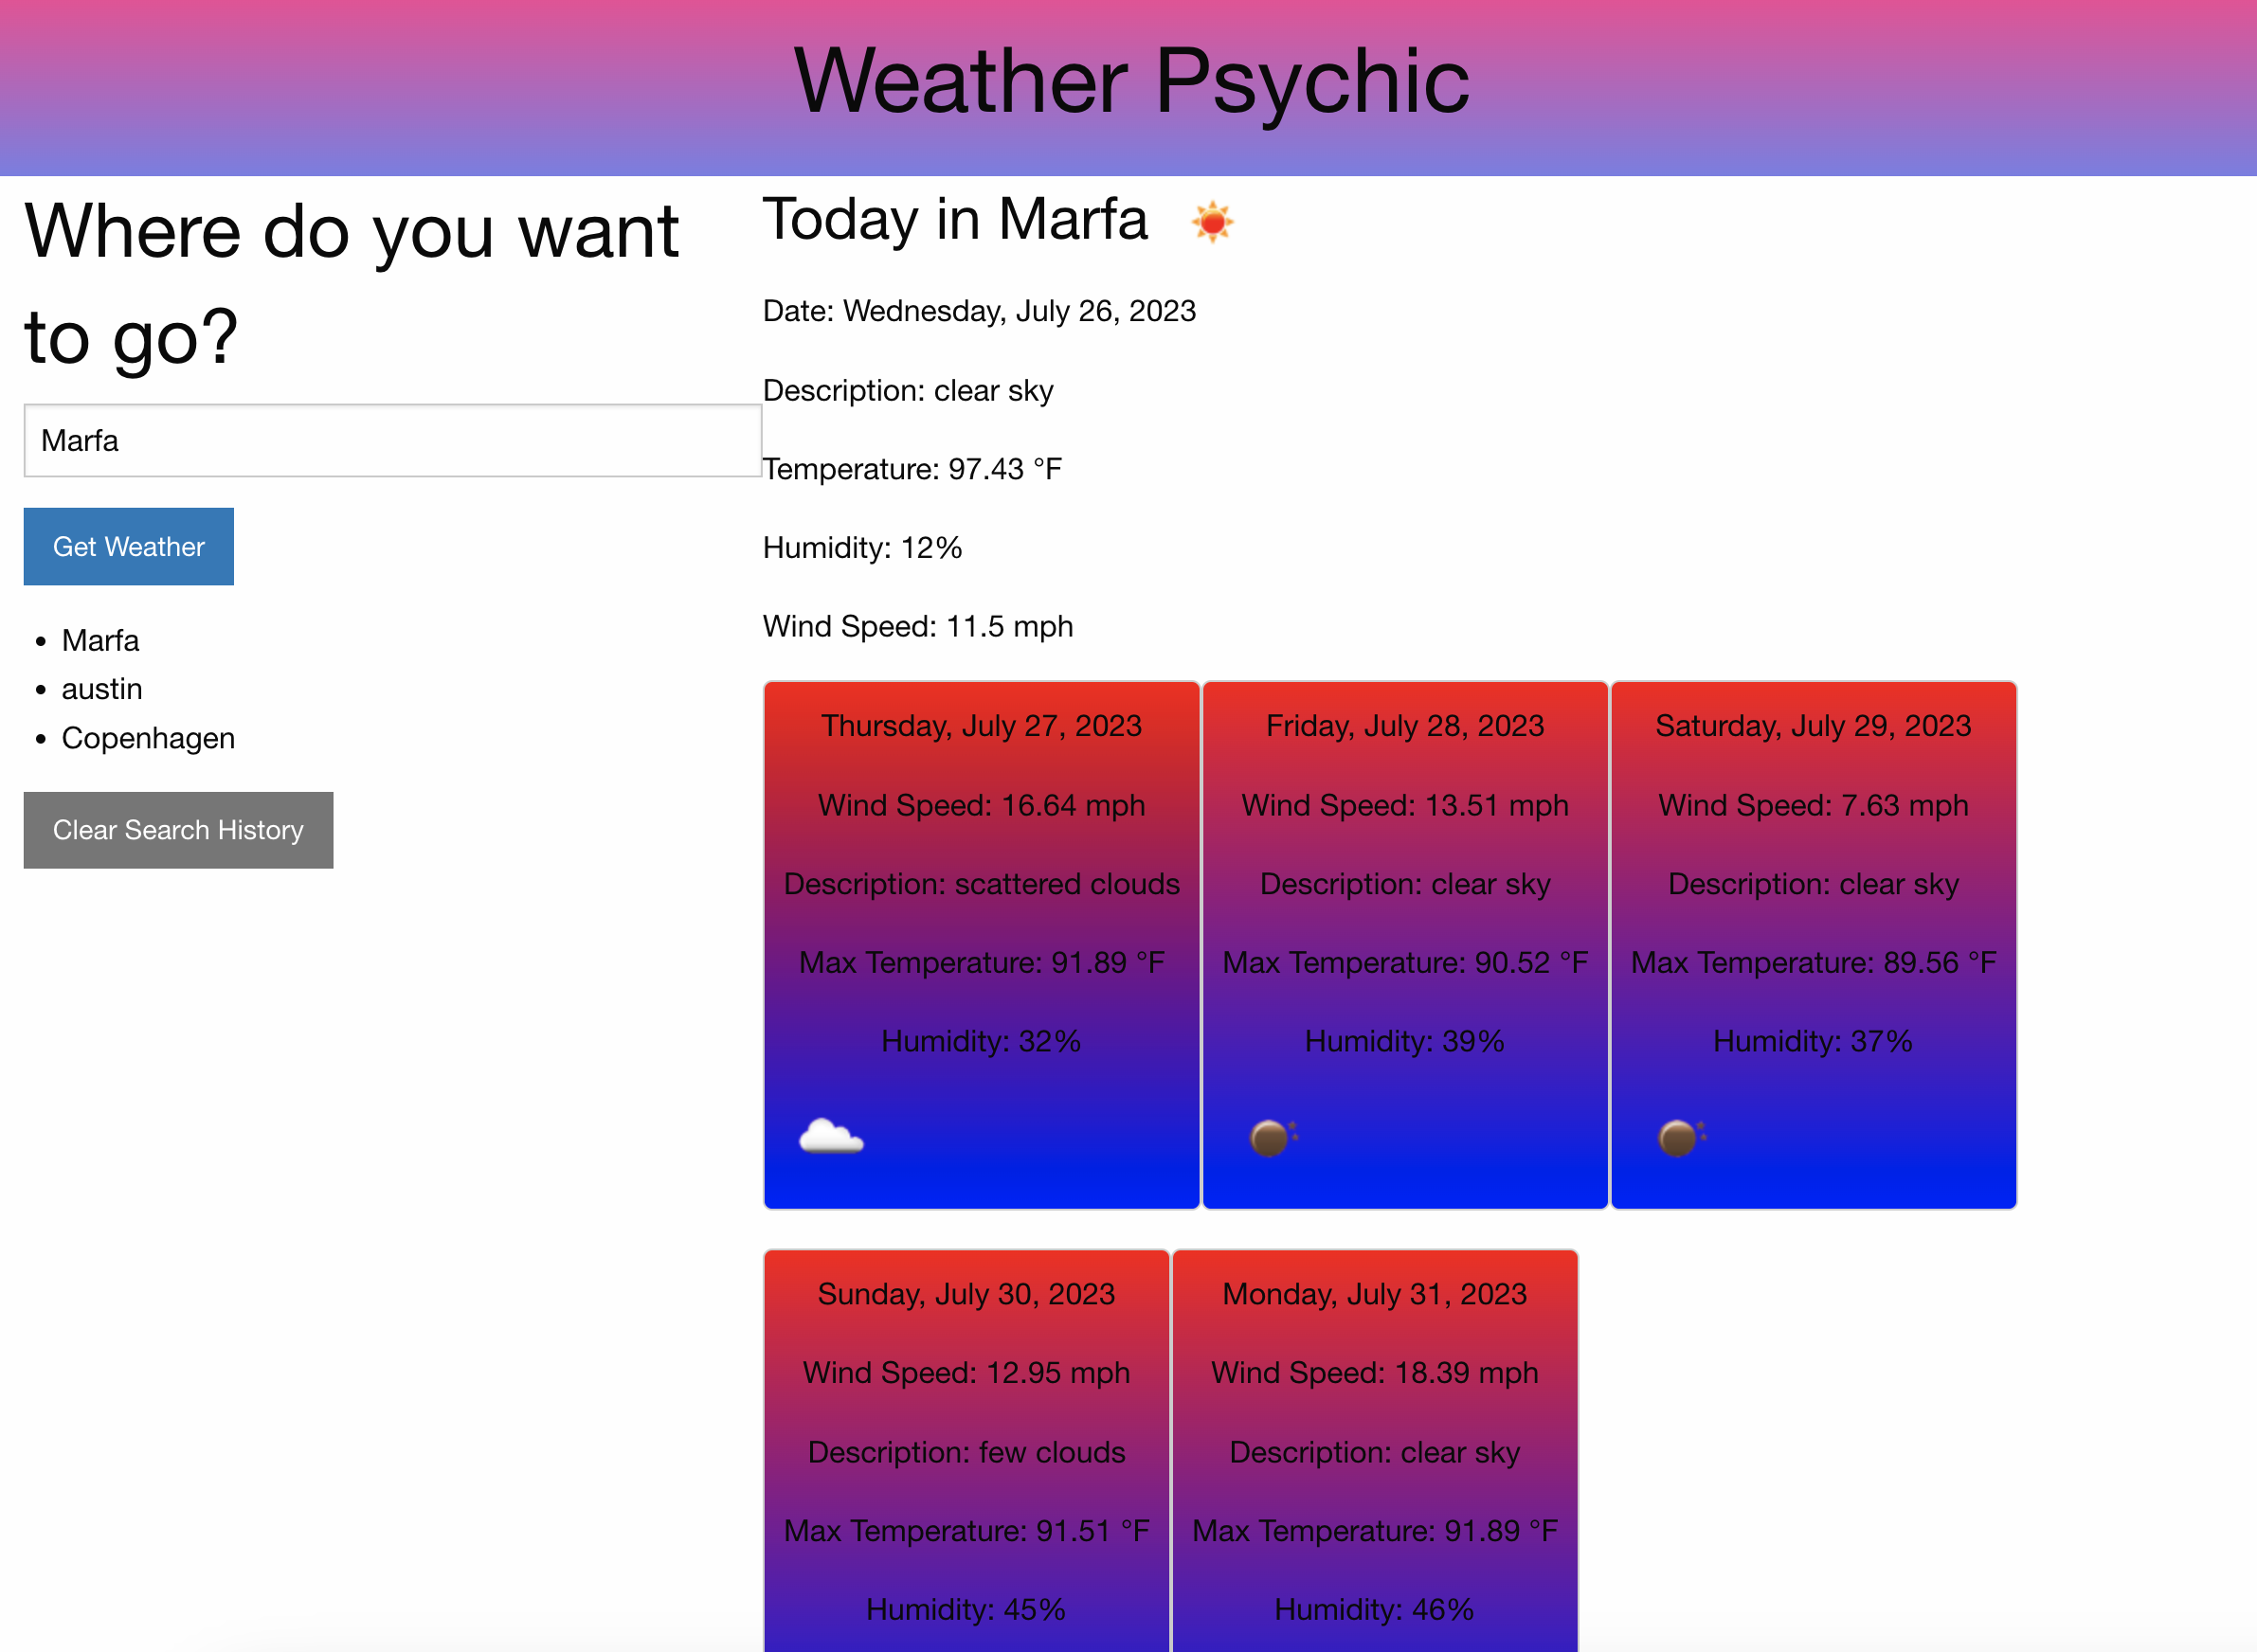 Weather Psychic
Where do you want
to go?
Marfa
Get Weather
Marfa
austin
Copenhagen
Clear Search History
Today in Marfa
Date: Wednesday, July 26, 2023
Description: clear sky
Temperature: 97.43 °F
Humidity: 12%
Wind Speed: 11.5 mph
Thursday, July 27, 2023
Wind Speed: 16.64 mph
Description: scattered clouds
Max Temperature: 91.89 °F
Humidity: 32%
Friday, July 28, 2023
Wind Speed: 13.51 mph
Description: clear sky
Max Temperature: 90.52 °F
Humidity: 39%
Saturday, July 29, 2023
Wind Speed: 7.63 mph
Description: clear sky
Max Temperature: 89.56 °F
Humidity: 37%
Sunday, July 30, 2023
Wind Speed: 12.95 mph
Description: few clouds
Max Temperature: 91.51 °F
Humidity: 45%
Monday, July 31, 2023
Wind Speed: 18.39 mph
Description: clear sky
Max Temperature: 91.89 °F
Humidity: 46%